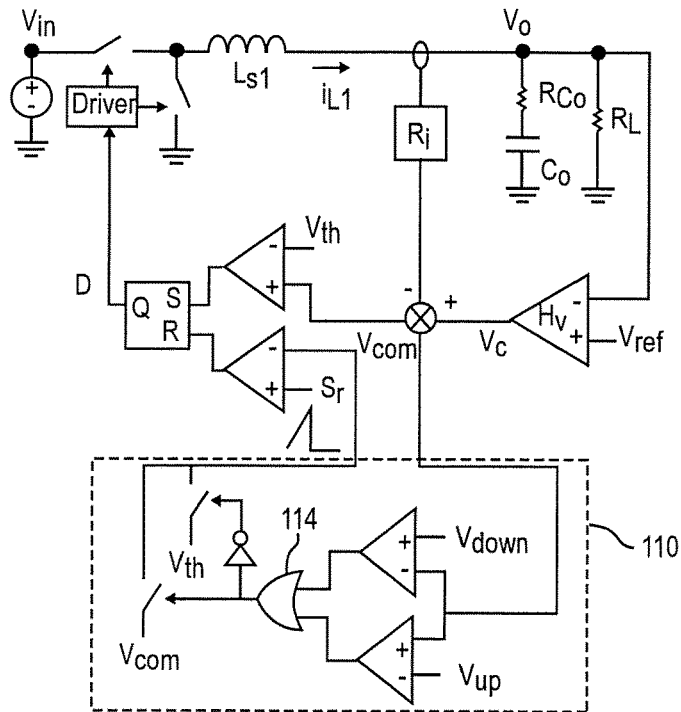 Vin
Vo
+
-
Driver
Ls1
iL1
Ri
RCo
Co
RL
D
Q
S
R
-
+
Vth
-
+
Sr
-
+
Vcom
Vc
Hv
-
+
Vref
114
Vth
Vcom
+
-
Vdown
+
-
Vup
110